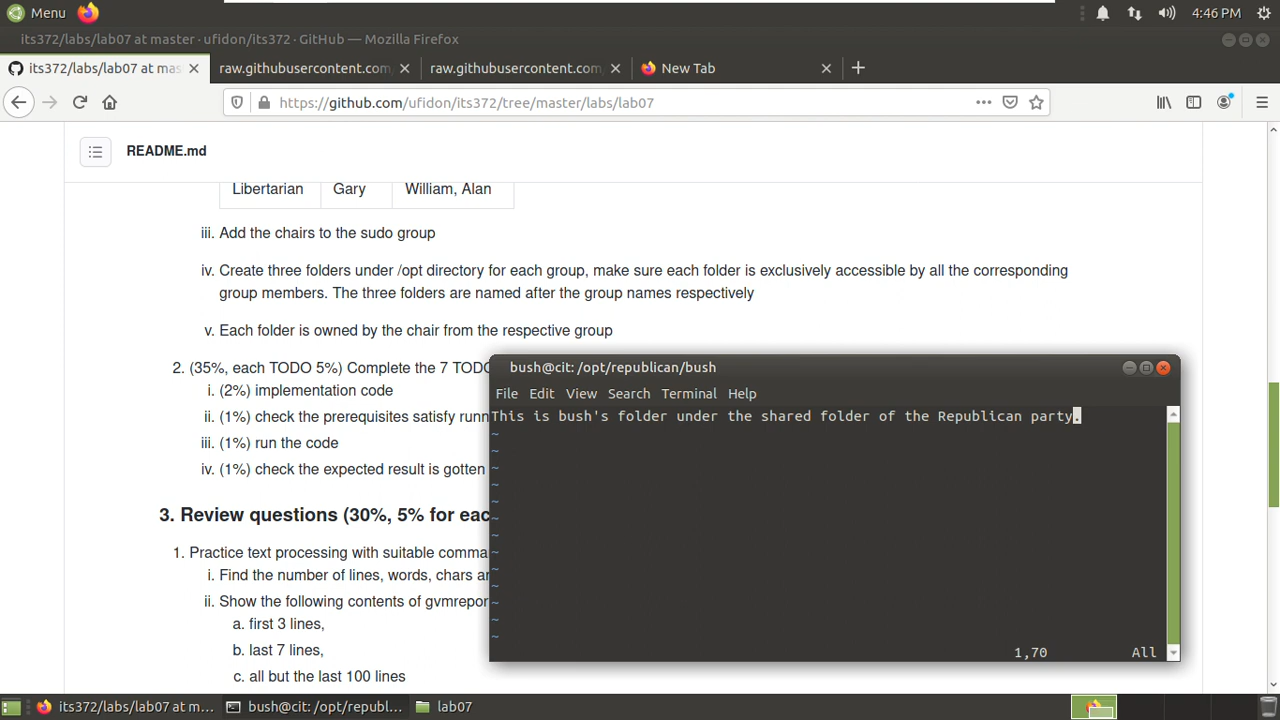 Menu
4:46 PM
its372/labs/lab07 at master · ufidon/its372 · GitHub — Mozilla Firefox
its372/labs/lab07 at mas
raw.githubusercontent.com/
raw.githubusercontent.com/
New Tab
https://github.com/ufidon/its372/tree/master/labs/lab07
README.md
Libertarian Gary William, Alan
iii. Add the chairs to the sudo group
iv. Create three folders under /opt directory for each group, make sure each folder is exclusively accessible by all the corresponding
group members. The three folders are named after the group names respectively
v. Each folder is owned by the chair from the respective group
2. (35%, each TODO 5%) Complete the 7 TODO
i. (2%) implementation code
ii. (1%) check the prerequisites satisfy runn
iii. (1%) run the code
iv. (1%) check the expected result is gotten
3. Review questions (30%, 5% for eac
1. Practice text processing with suitable comma
i. Find the number of lines, words, chars ar
ii. Show the following contents of gvmrepor
a. first 3 lines,
b. last 7 lines,
c. all but the last 100 lines
bush@cit: /opt/republican/bush
File Edit View Search Terminal Help
This is bush's folder under the shared folder of the Republican party.
~
~
~
~
~
~
~
~
~
~
~
~
~
1,70 All
its372/labs/lab07 at m...
bush@cit: /opt/republ...
lab07